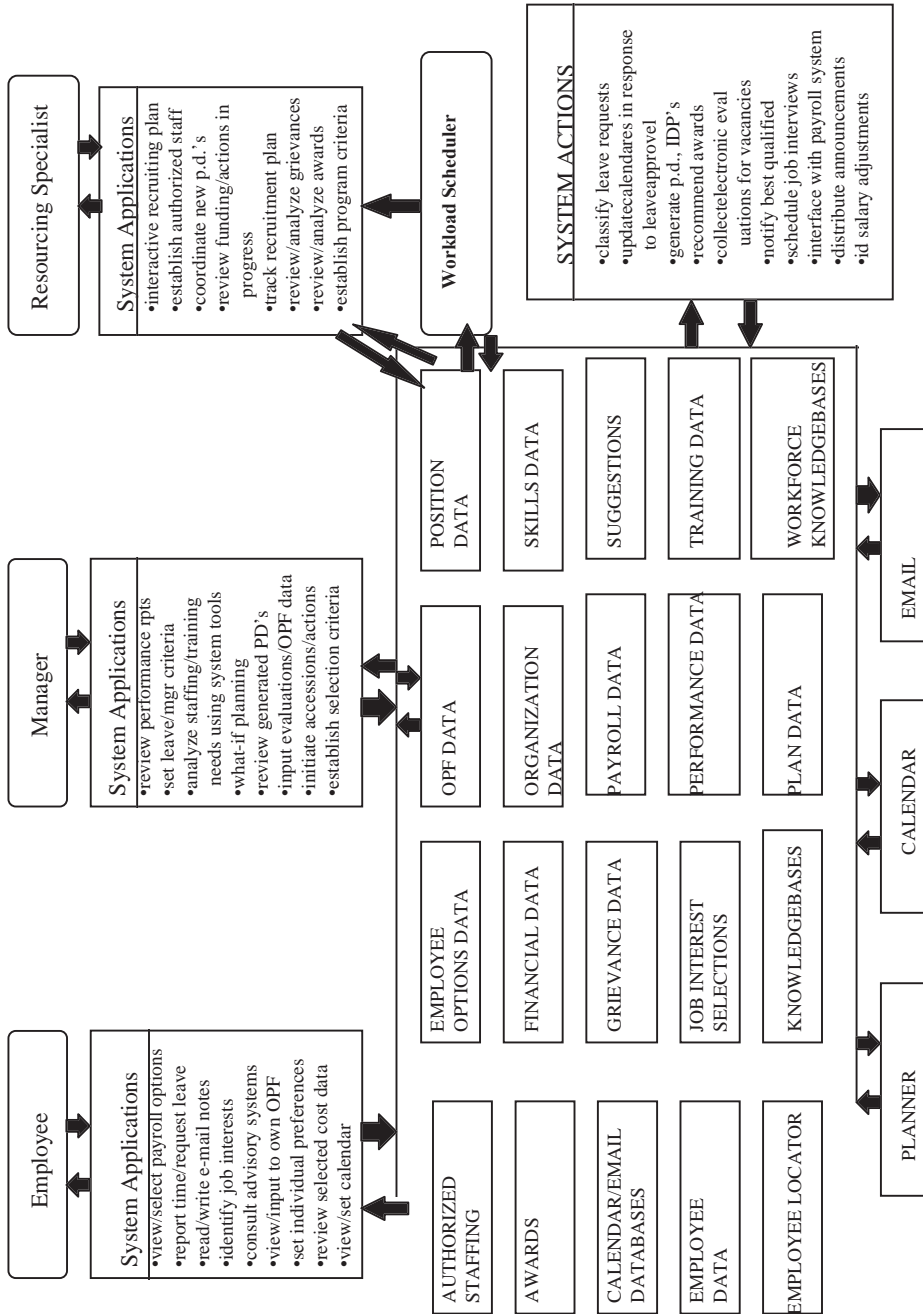 Employee
System Applications
•view/select payroll options
•report time/request leave
•read/write e-mail notes
•identify job interests
•consult advisory systems
•view/input to own OPF
•set individual preferences
•review selected cost data
•view/set calendar
Manager
System Applications
•review performance rpts
•set leave/mgr criteria
•analyze staffing/training
needs using system tools
•what-if planning
•review generated PD's
•input evaluations/OPF data
•initiate accessions/actions
•establish selection criteria
Resourcing Specialist
System Applications
•interactive recruiting plan
•establish authorized staff
•coordinate new p.d.'s
•review funding/actions in
progress
•track recruitment plan
•review/analyze grievances
•review/analyze awards
•establish program criteria
Workload Scheduler
AUTHORIZED
STAFFING
EMPLOYEE
OPTIONS DATA
OPF DATA
POSITION
DATA
AWARDS
FINANCIAL DATA
ORGANIZATION
DATA
SKILLS DATA
CALENDAR/EMAIL
DATABASES
GRIEVANCE DATA
PAYROLL DATA
SUGGESTIONS
EMPLOYEE
DATA
JOB INTEREST
SELECTIONS
PERFORMANCE DATA
TRAINING DATA
EMPLOYEE LOCATOR
KNOWLEDGEBASES
PLAN DATA
WORKFORCE
KNOWLEDGEBASES
SYSTEM ACTIONS
•classify leave requests
•updatecalendares in response
to leaveapprovel
•generate p.d., IDP's
•recommend awards
•collectelectronic eval
uations for vacancies
•notify best qualified
•schedule job interviews
•interface with payroll system
•distribute announcements
•id salary adjustments
PLANNER
CALENDAR
EMAIL